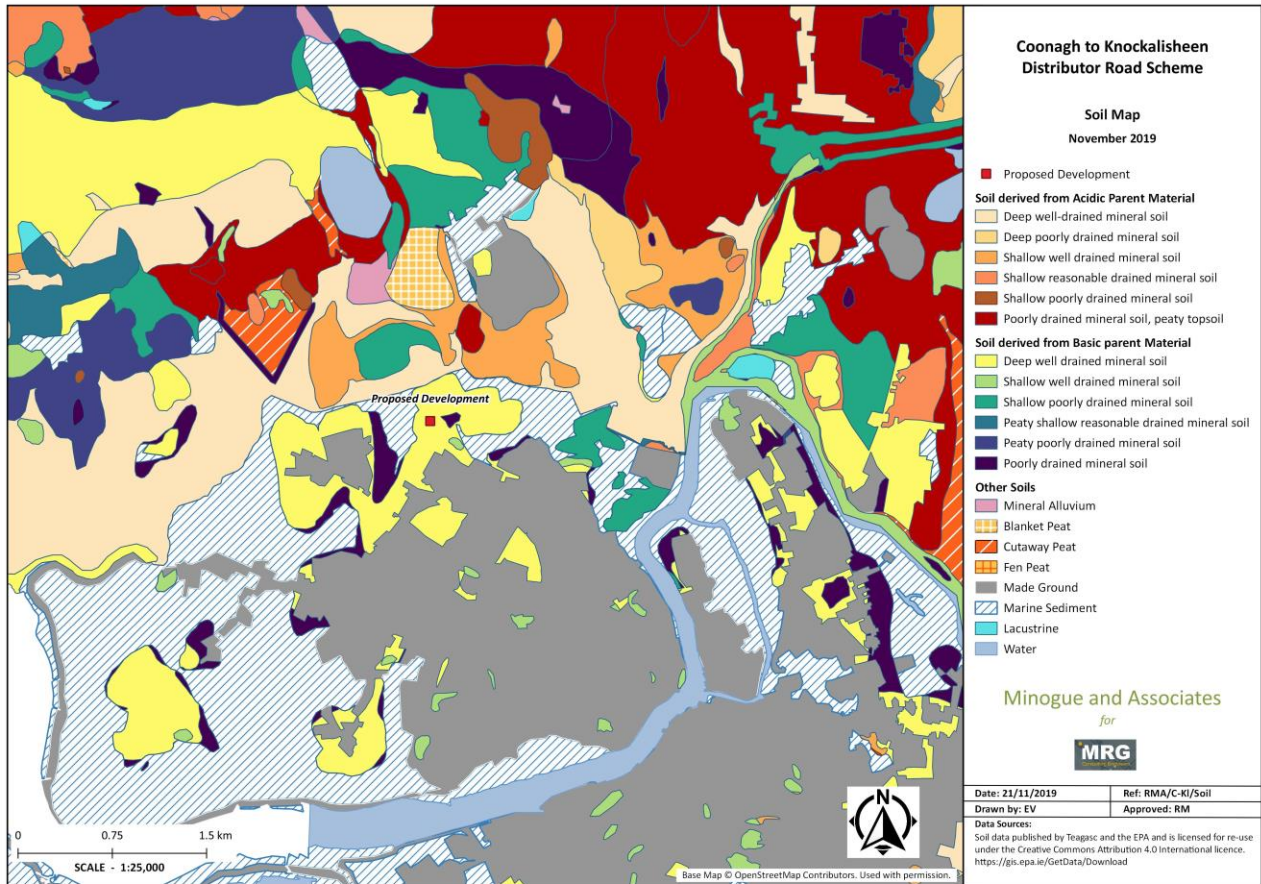 Coonagh to Knockalisheen
Distributor Road Scheme
Soil Map
November 2019
Proposed Development
Soil derived from Acidic Parent Material
Deep well-drained mineral soil
Deep poorly drained mineral soil
Shallow well drained mineral soil
Shallow reasonable drained mineral soil
Shallow poorly drained mineral soil
Poorly drained mineral soil, peaty topsoil
Soil derived from Basic parent Material
Deep well drained mineral soil
Shallow well drained mineral soil
Shallow poorly drained mineral soil
Peaty shallow reasonable drained mineral soil
Peaty poorly drained mineral soil
Poorly drained mineral soil
Other Soils
Mineral Alluvium
Blanket Peat
Cutaway Peat
Fen Peat
Made Ground
Marine Sediment
Lacustrine
Water
Minogue and Associates
for
MRG
Date: 21/11/2019 Ref: RMA/C-Kl/Soil
Drawn by: EV Approved: RM
Data Sources:
Soil data published by Teagasc and the EPA and is licensed for re-use
under the Creative Commons Attribution 4.0 International licence.
https://gis.epa.ie/GetData/Download
Proposed Development
N
0 0.75 1.5 km
SCALE - 1:25,000
Base Map © OpenStreetMap Contributors. Used with permission.